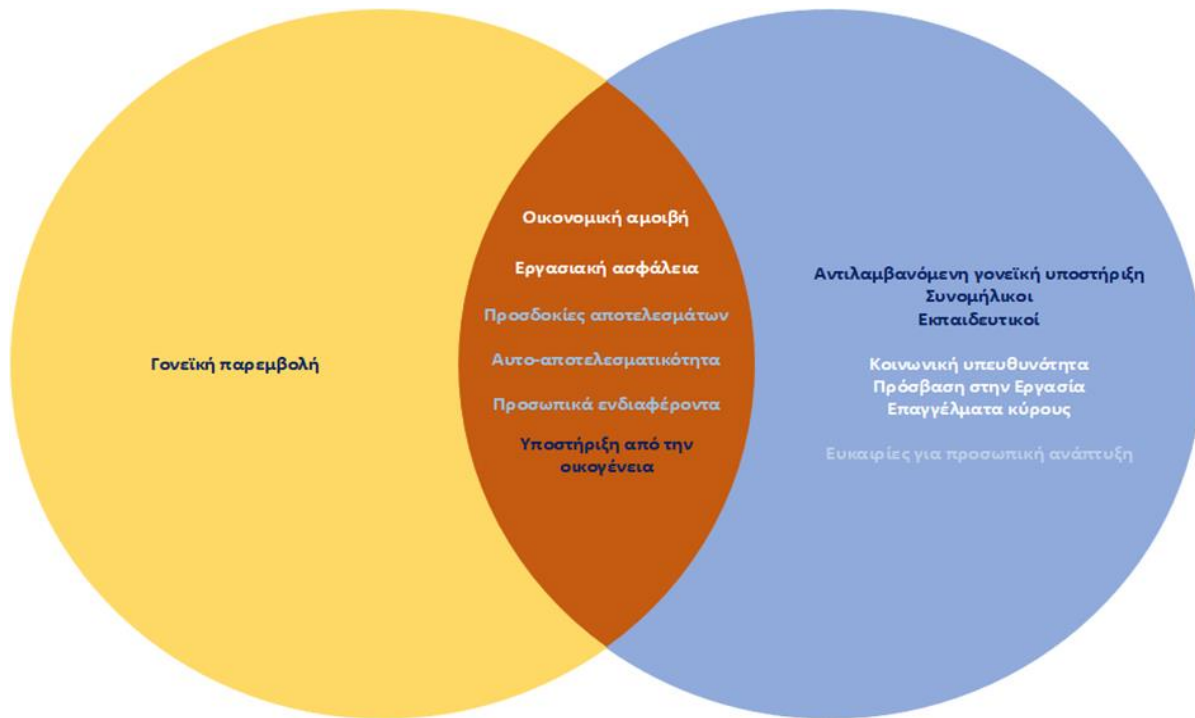 Γονεϊκή παρεμβολή
Οικονομική αμοιβή
Εργασιακή ασφάλεια
Προσδοκίες αποτελεσμάτων
Αυτο-αποτελεσματικότητα
Προσωπικά ενδιαφέροντα
Υποστήριξη από την
οικογένεια
Αντιλαμβανόμενη γονεϊκή υποστήριξη
Συνομήλικοι
Εκπαιδευτικοί
Κοινωνική υπευθυνότητα
Πρόσβαση στην Εργασία
Επαγγέλματα κύρους
Ευκαιρίες για προσωπική ανάπτυξη